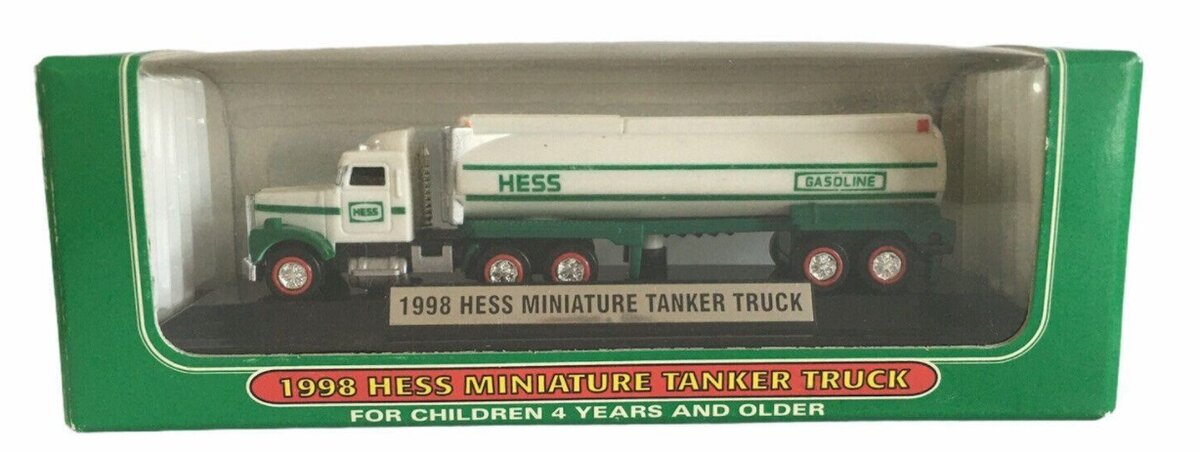 HESS
GASOLINE
HESS
1998 HESS MINIATURE TANKER TRUCK
1998 HESS MINIATURE TANKER TRUCK
FOR CHILDREN 4 YEARS AND OLDER